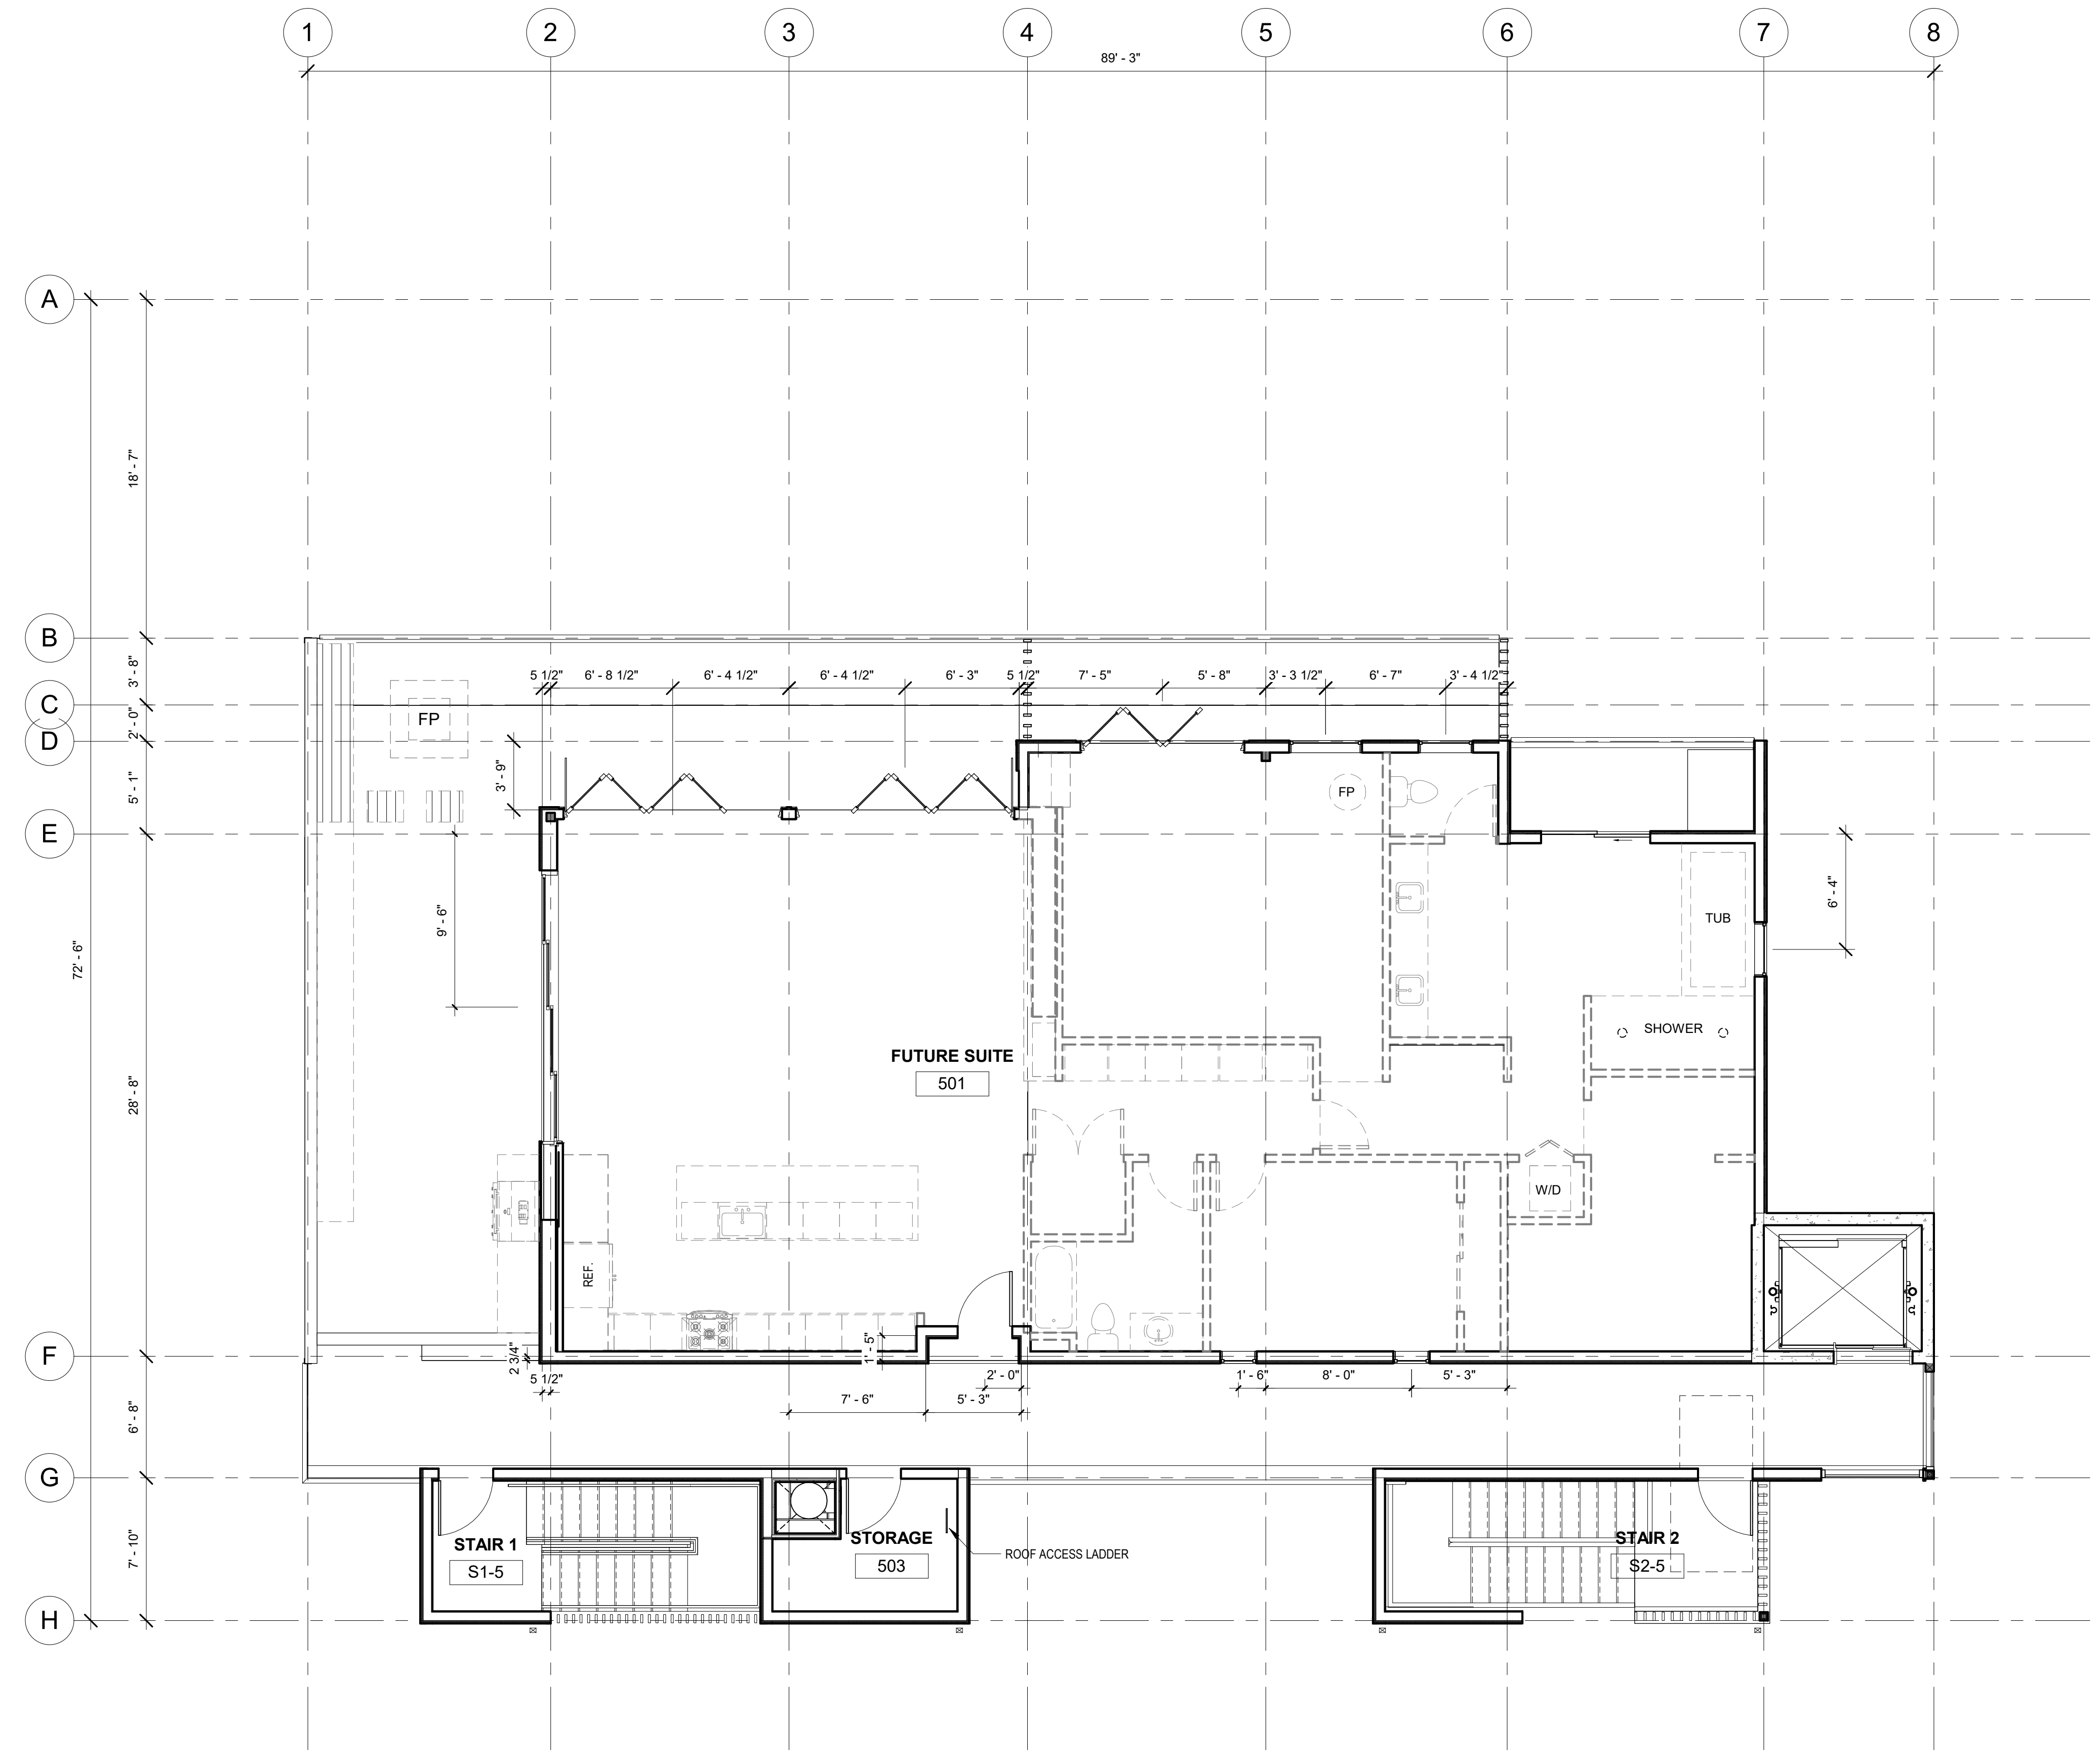 1 2 3 4 5 6 7 8
89' - 3"
A
18' - 7"
B
3' - 8"
5 1/2" 6' - 8 1/2" 6' - 4 1/2" 6' - 4 1/2" 6' - 3" 5 1/2" 7' - 5" 5' - 8" 3' - 3 1/2" 6' - 7" 3' - 4 1/2"
C
FP
2' - 0"
D
3' - 9"
5' - 1"
FP
E
9' - 6"
6' - 4"
TUB
72' - 6"
SHOWER
FUTURE SUITE
501
28' - 8"
W/D
REF.
1' - 5"
F
2 3/4"
5 1/2"
2' - 0"
1' - 6" 8' - 0" 5' - 3"
7' - 6" 5' - 3"
6' - 8"
G
STAIR 1
S1-5
STORAGE
503
ROOF ACCESS LADDER
STAIR 2
S2-5
7' - 10"
H